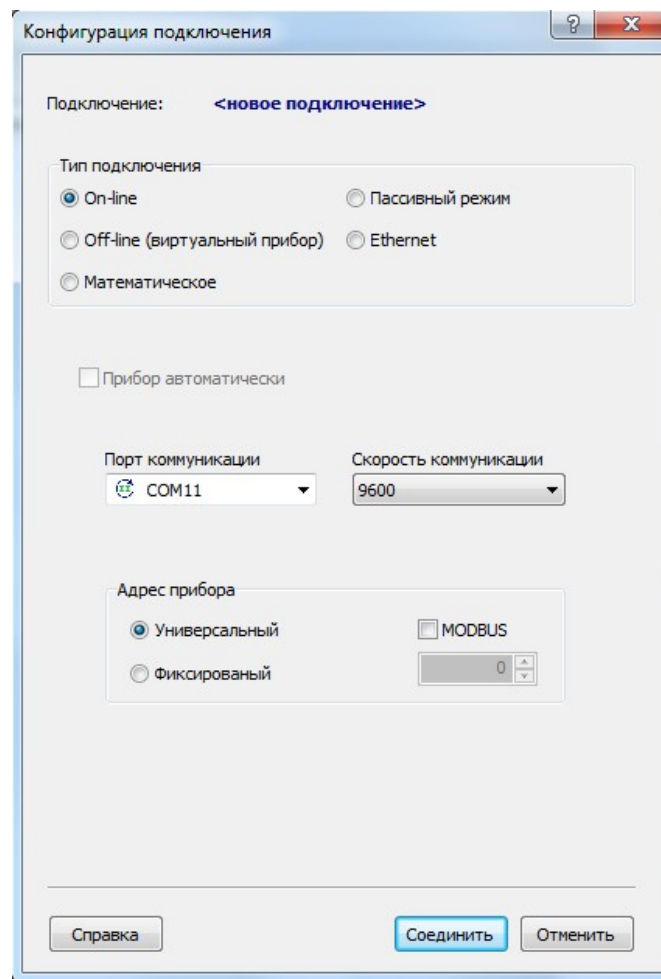 Конфигурация подключения
Подключение: <новое подключение>
Тип подключения
On-line Пассивный режим
Off-line (виртуальный прибор) Ethernet
Математическое
Прибор автоматически
Порт коммуникации Скорость коммуникации
COM11 9600
Адрес прибора
Универсальный MODBUS
Фиксированый 0
Справка Соединить Отменить